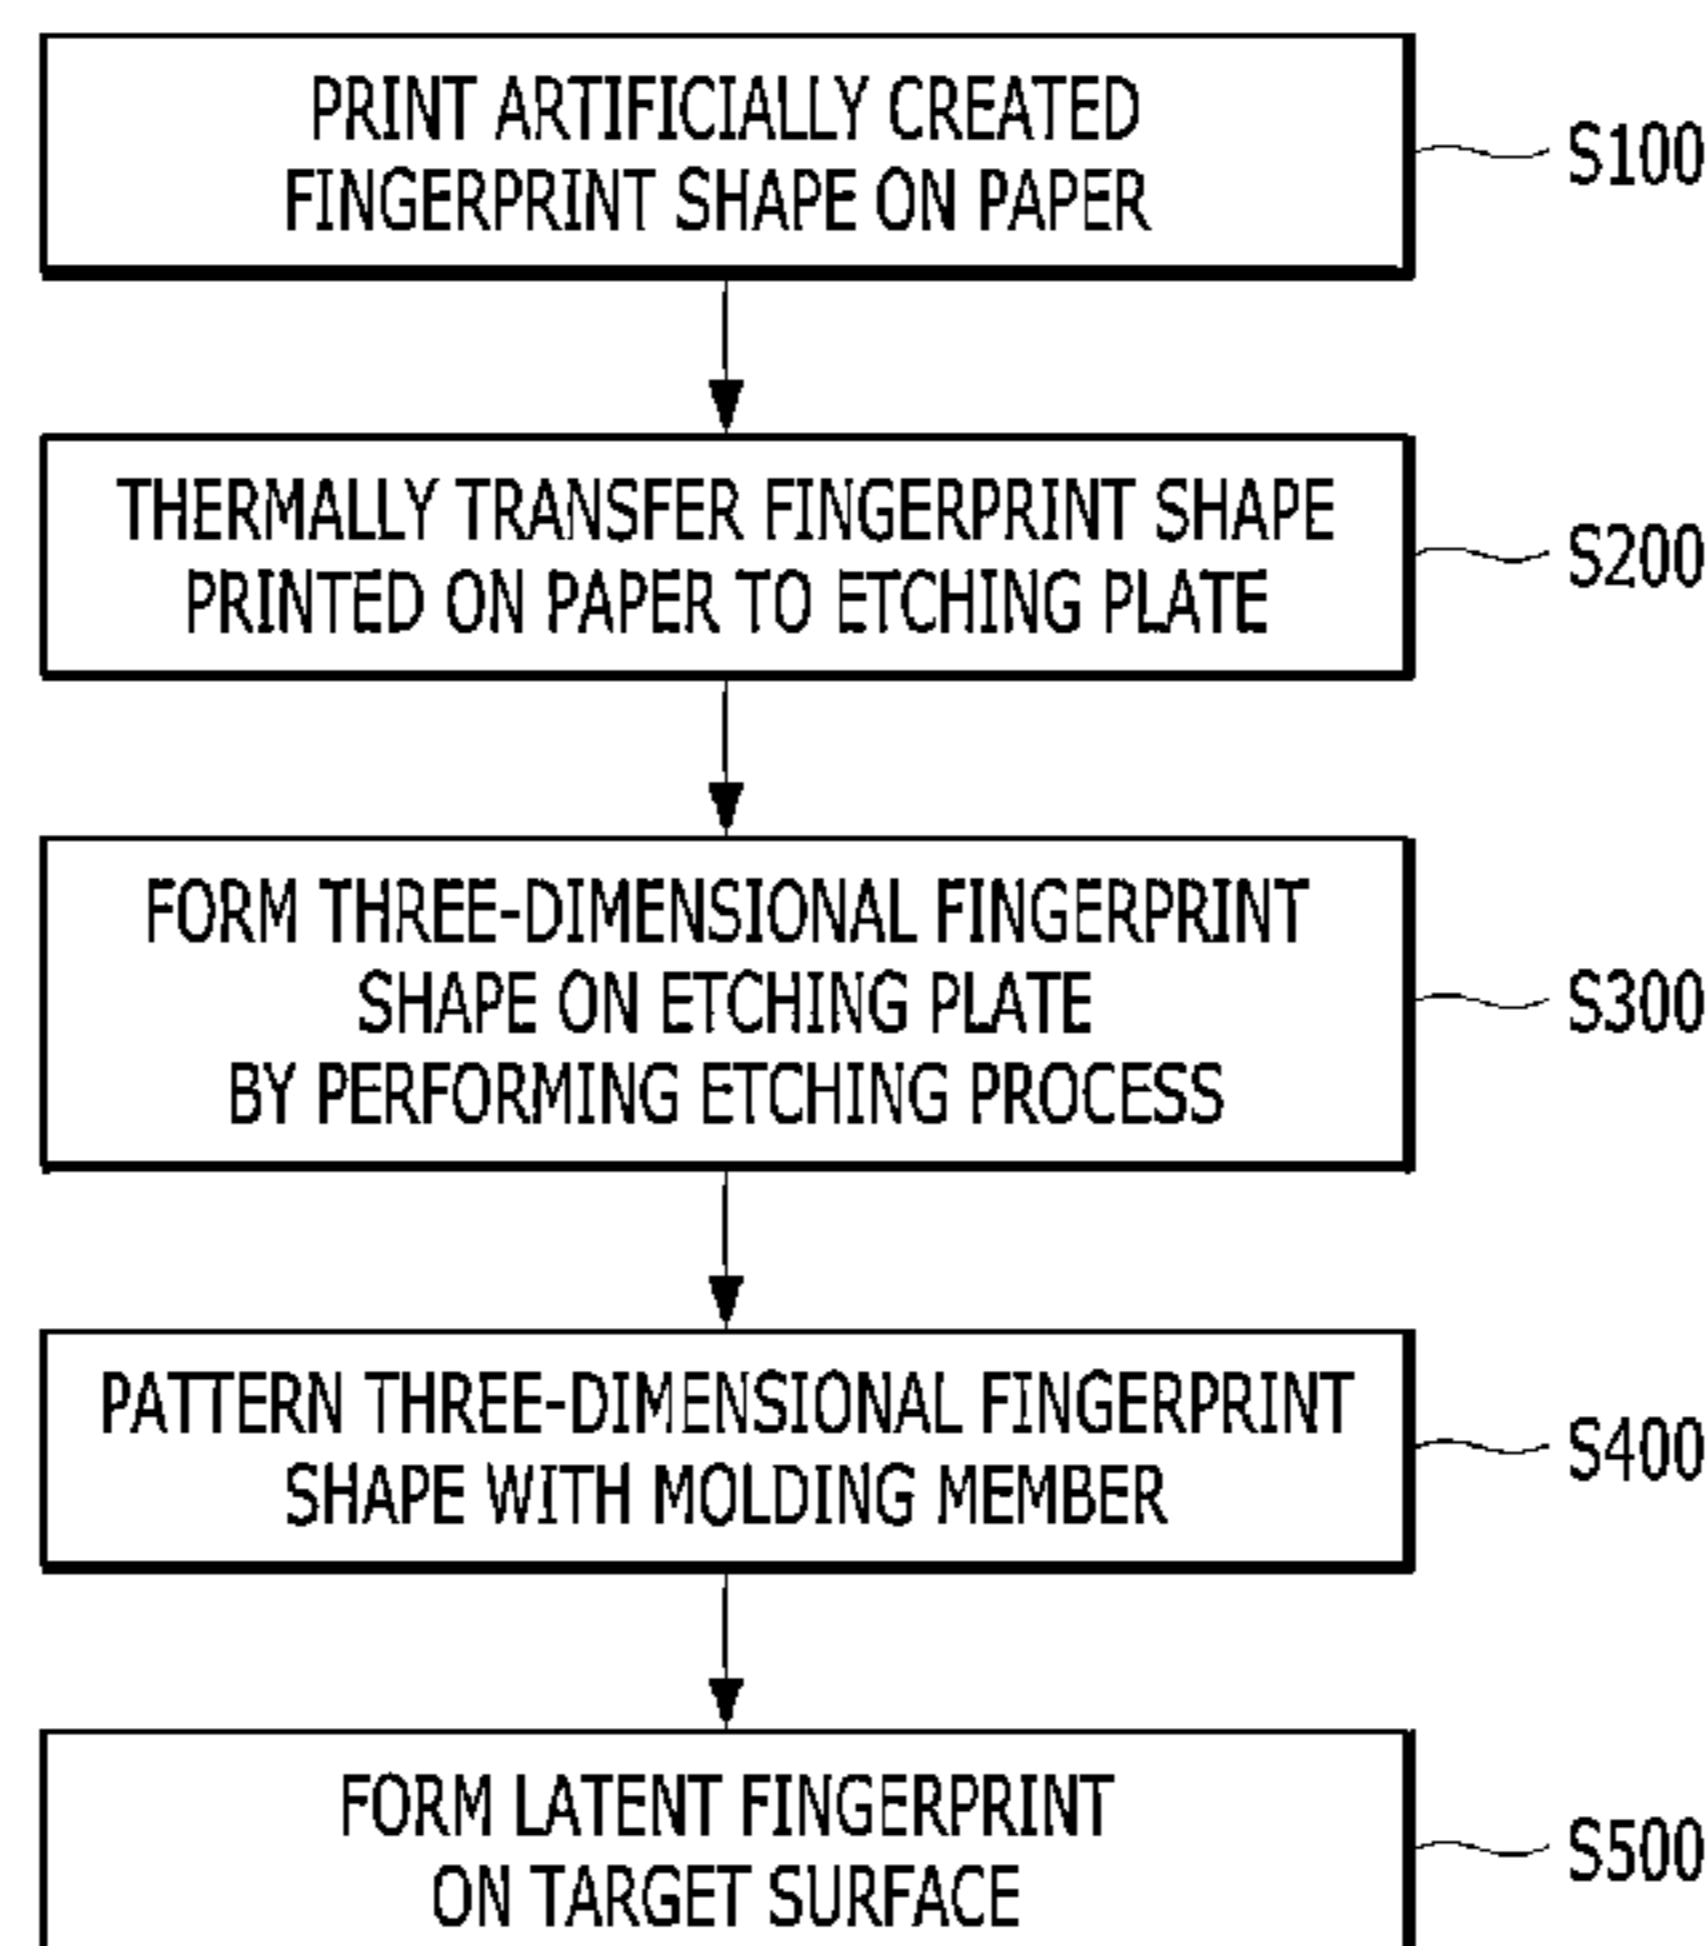 PRINT ARTIFICIALLY CREATED
FINGERPRINT SHAPE ON PAPER
S100
THERMALLY TRANSFER FINGERPRINT SHAPE
PRINTED ON PAPER TO ETCHING PLATE
S200
FORM THREE-DIMENSIONAL FINGERPRINT
SHAPE ON ETCHING PLATE
BY PERFORMING ETCHING PROCESS
S300
PATTERN THREE-DIMENSIONAL FINGERPRINT
SHAPE WITH MOLDING MEMBER
S400
FORM LATENT FINGERPRINT
ON TARGET SURFACE
S500